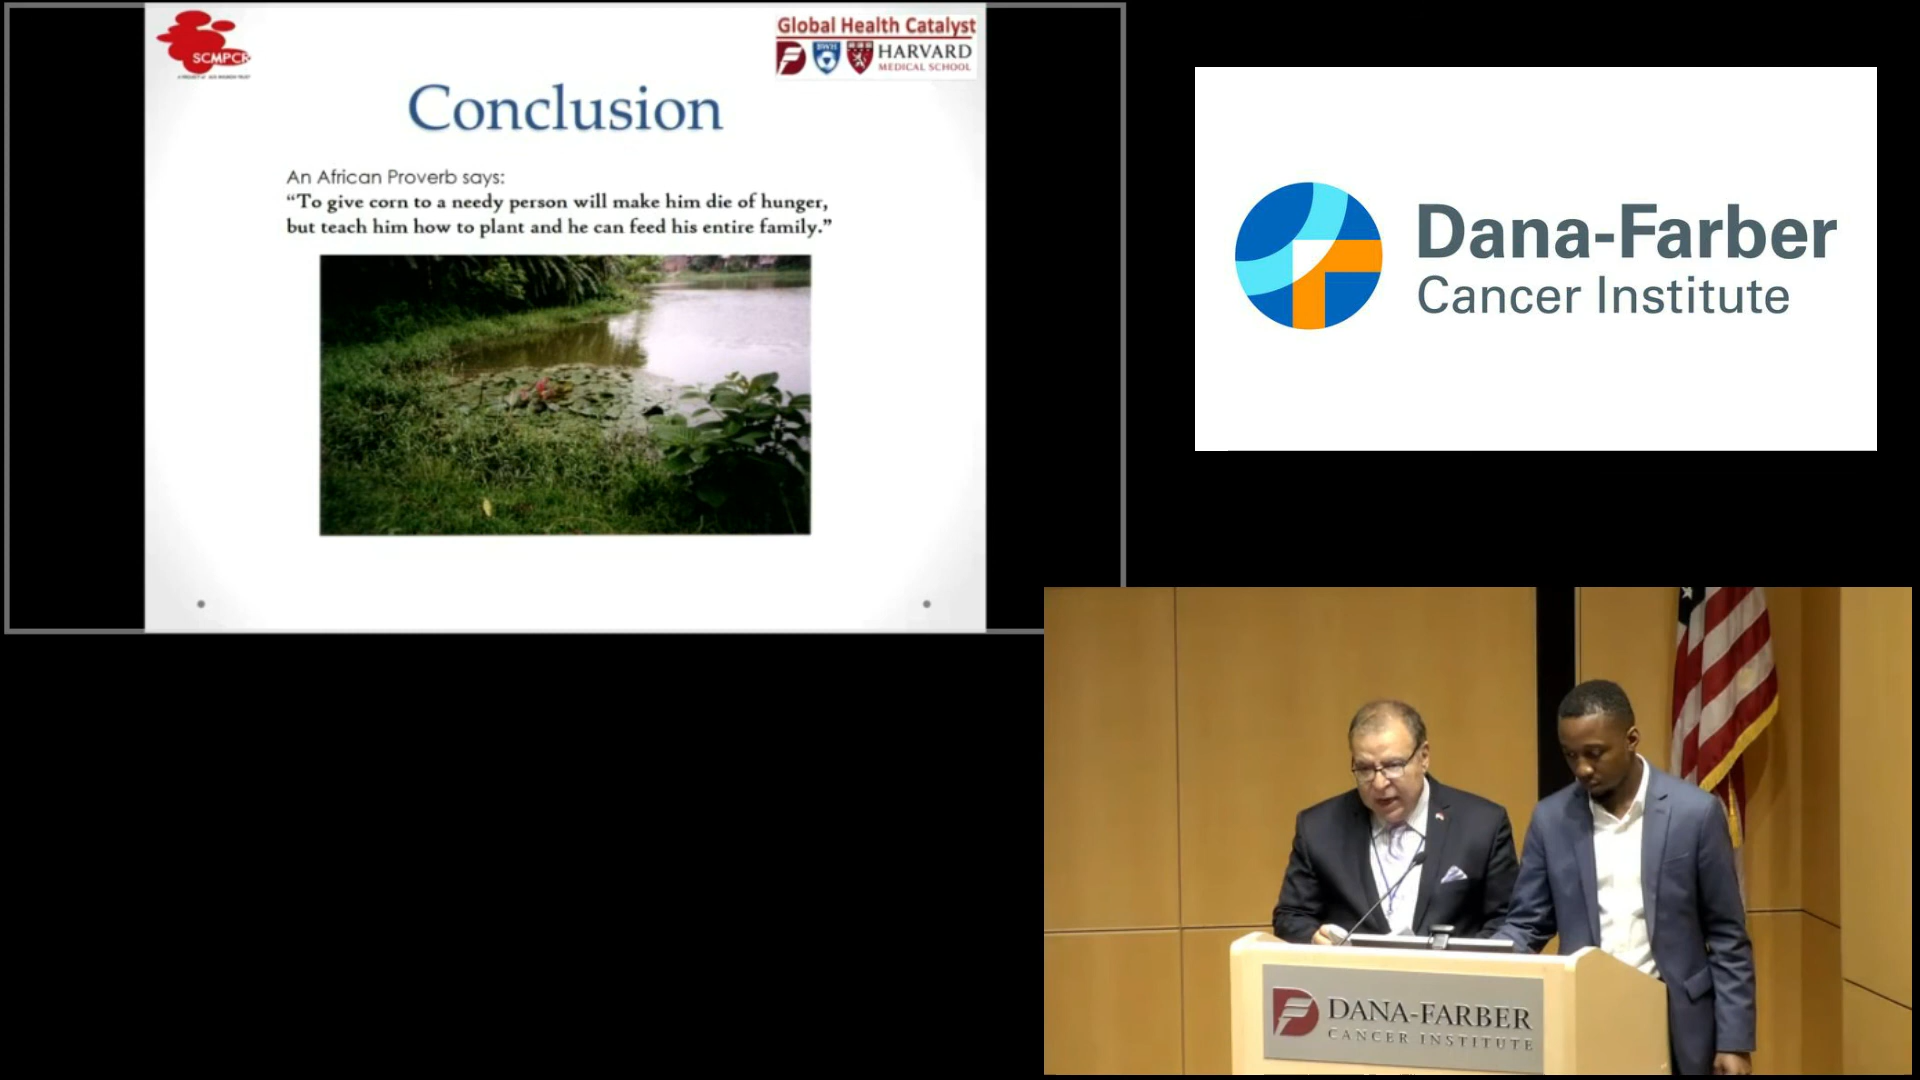 SCMPCR
Global Health Catalyst
BWH
HARVARD
MEDICAL SCHOOL
Conclusion
An African Proverb says:
“To give corn to a needy person will make him die of hunger,
but teach him how to plant and he can feed his entire family.”
Dana-Farber
Cancer Institute
DANA-FARBER
CANCER INSTITUTE